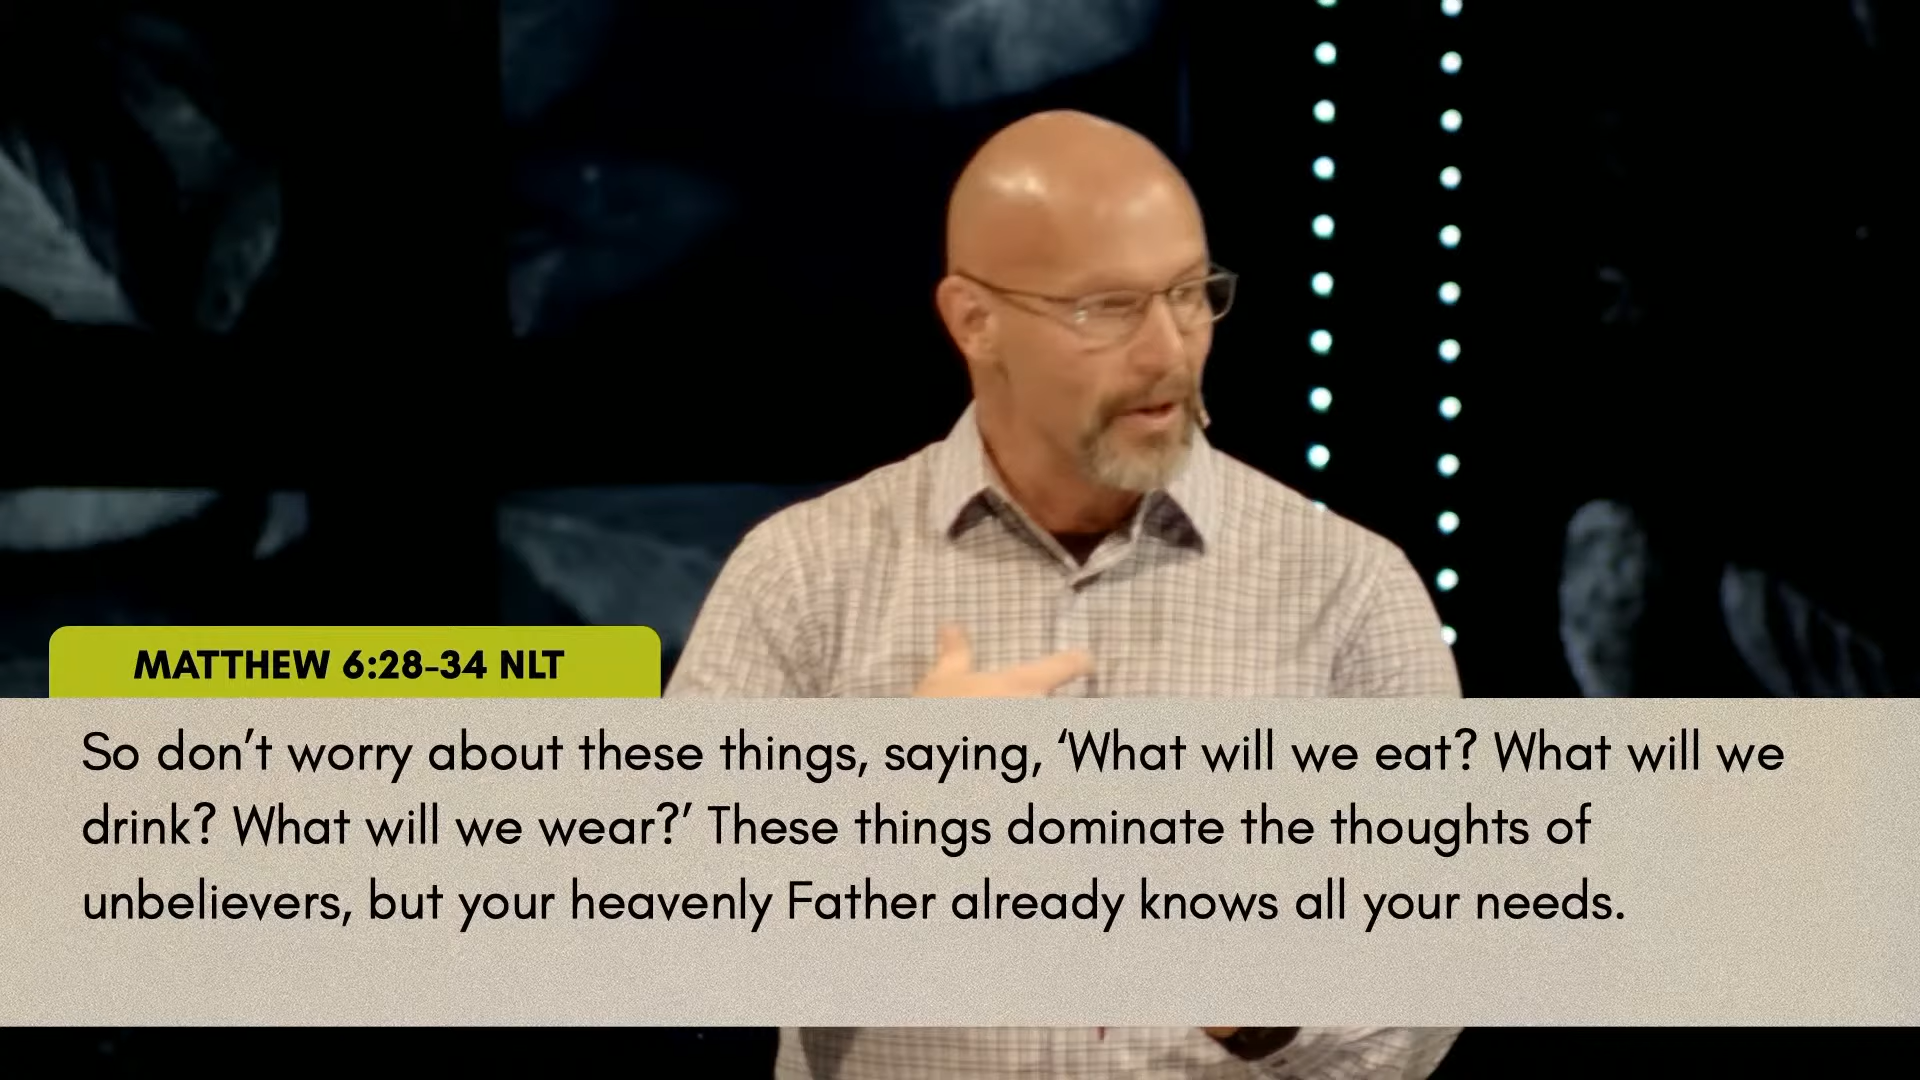 MATTHEW 6:28-34 NLT
So don’t worry about these things, saying, ‘What will we eat? What will we
drink? What will we wear?’ These things dominate the thoughts of
unbelievers, but your heavenly Father already knows all your needs.